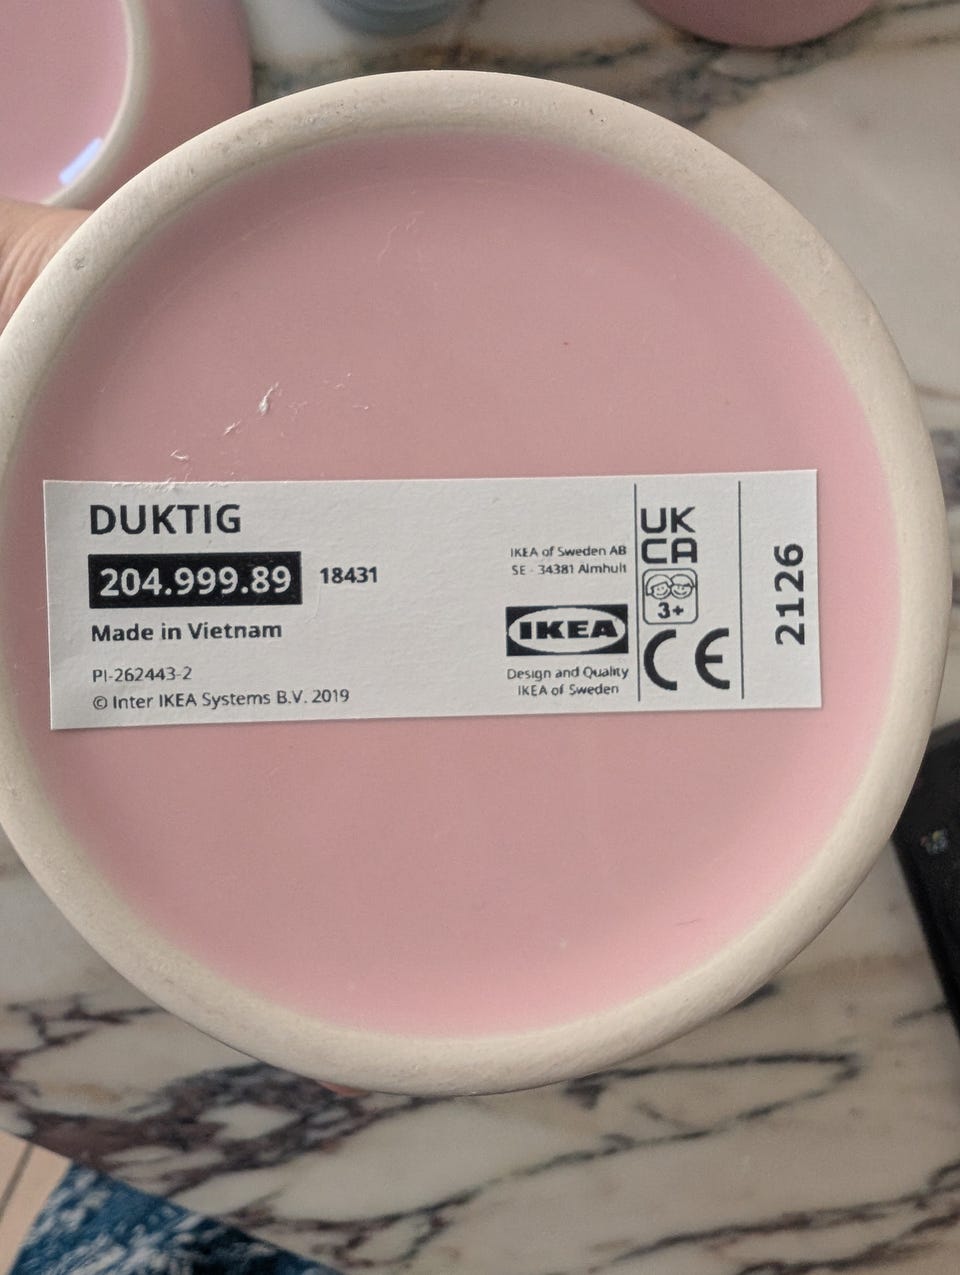 DUKTIG
204.999.89 18431
Made in Vietnam
PI-262443-2
© Inter IKEA Systems B.V. 2019
IKEA of Sweden AB
SE - 34381 Älmhult
IKEA
Design and Quality
IKEA of Sweden
UK
CA
3+
CE
2126